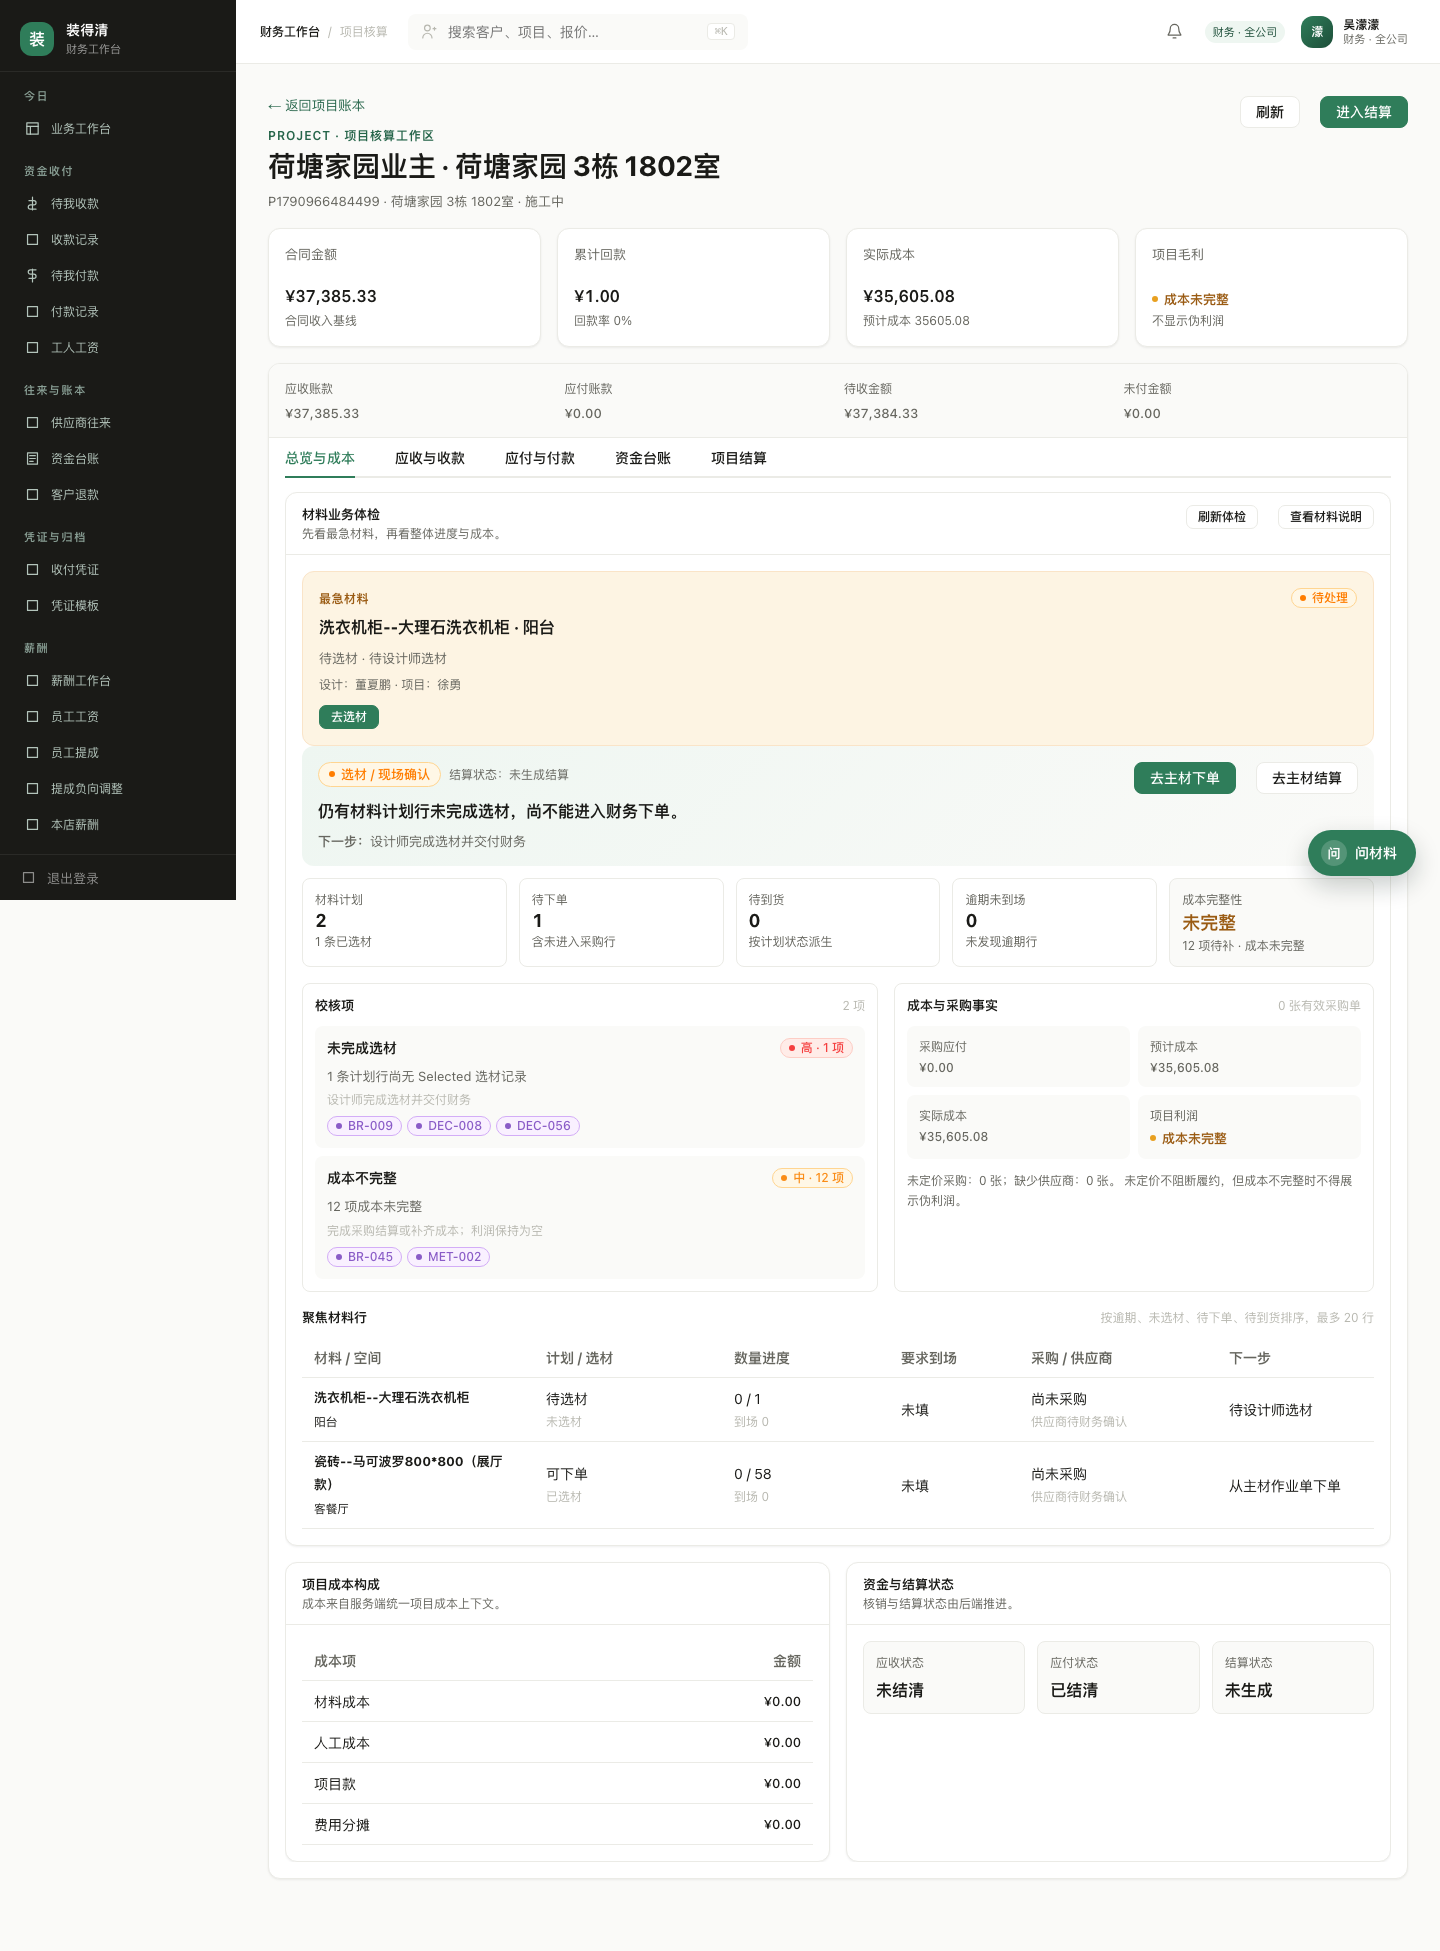 装
装得清
财务工作台
今日
业务工作台
资金收付
待我收款
收款记录
待我付款
付款记录
工人工资
往来与账本
供应商往来
资金台账
客户退款
凭证与归档
收付凭证
凭证模板
薪酬
薪酬工作台
员工工资
员工提成
提成负向调整
本店薪酬
退出登录
财务工作台 / 项目核算
搜索客户、项目、报价... ⌘K
财务 · 全公司
濛
吴濛濛
财务 · 全公司
← 返回项目账本
刷新
进入结算
PROJECT · 项目核算工作区
荷塘家园业主 · 荷塘家园 3栋 1802室
P1790966484499 · 荷塘家园 3栋 1802室 · 施工中
合同金额
¥37,385.33
合同收入基线
累计回款
¥1.00
回款率 0%
实际成本
¥35,605.08
预计成本 35605.08
项目毛利
成本未完整
不显示伪利润
应收账款
¥37,385.33
应付账款
¥0.00
待收金额
¥37,384.33
未付金额
¥0.00
总览与成本 应收与收款 应付与付款 资金台账 项目结算
材料业务体检
先看最急材料，再看整体进度与成本。
刷新体检
查看材料说明
最急材料
待处理
洗衣机柜--大理石洗衣机柜 · 阳台
待选材 · 待设计师选材
设计：董夏鹏 · 项目：徐勇
去选材
选材 / 现场确认 结算状态：未生成结算
去主材下单
去主材结算
仍有材料计划行未完成选材，尚不能进入财务下单。
下一步：设计师完成选材并交付财务
问 问材料
材料计划
2
1 条已选材
待下单
1
含未进入采购行
待到货
0
按计划状态派生
逾期未到场
0
未发现逾期行
成本完整性
未完整
12 项待补 · 成本未完整
校核项 2 项
未完成选材 高 · 1 项
1 条计划行尚无 Selected 选材记录
设计师完成选材并交付财务
BR-009 DEC-008 DEC-056
成本不完整 中 · 12 项
12 项成本未完整
完成采购结算或补齐成本；利润保持为空
BR-045 MET-002
成本与采购事实 0 张有效采购单
采购应付
¥0.00
预计成本
¥35,605.08
实际成本
¥35,605.08
项目利润
成本未完整
未定价采购：0 张；缺少供应商：0 张。 未定价不阻断履约，但成本不完整时不得展
示伪利润。
聚焦材料行 按逾期、未选材、待下单、待到货排序，最多 20 行
材料 / 空间 计划 / 选材 数量进度 要求到场 采购 / 供应商 下一步
洗衣机柜--大理石洗衣机柜
阳台
待选材
未选材
0 / 1
到场 0
未填
尚未采购
供应商待财务确认
待设计师选材
瓷砖--马可波罗800*800（展厅
款）
客餐厅
可下单
已选材
0 / 58
到场 0
未填
尚未采购
供应商待财务确认
从主材作业单下单
项目成本构成
成本来自服务端统一项目成本上下文。
成本项 金额
材料成本 ¥0.00
人工成本 ¥0.00
项目款 ¥0.00
费用分摊 ¥0.00
资金与结算状态
核销与结算状态由后端推进。
应收状态
未结清
应付状态
已结清
结算状态
未生成